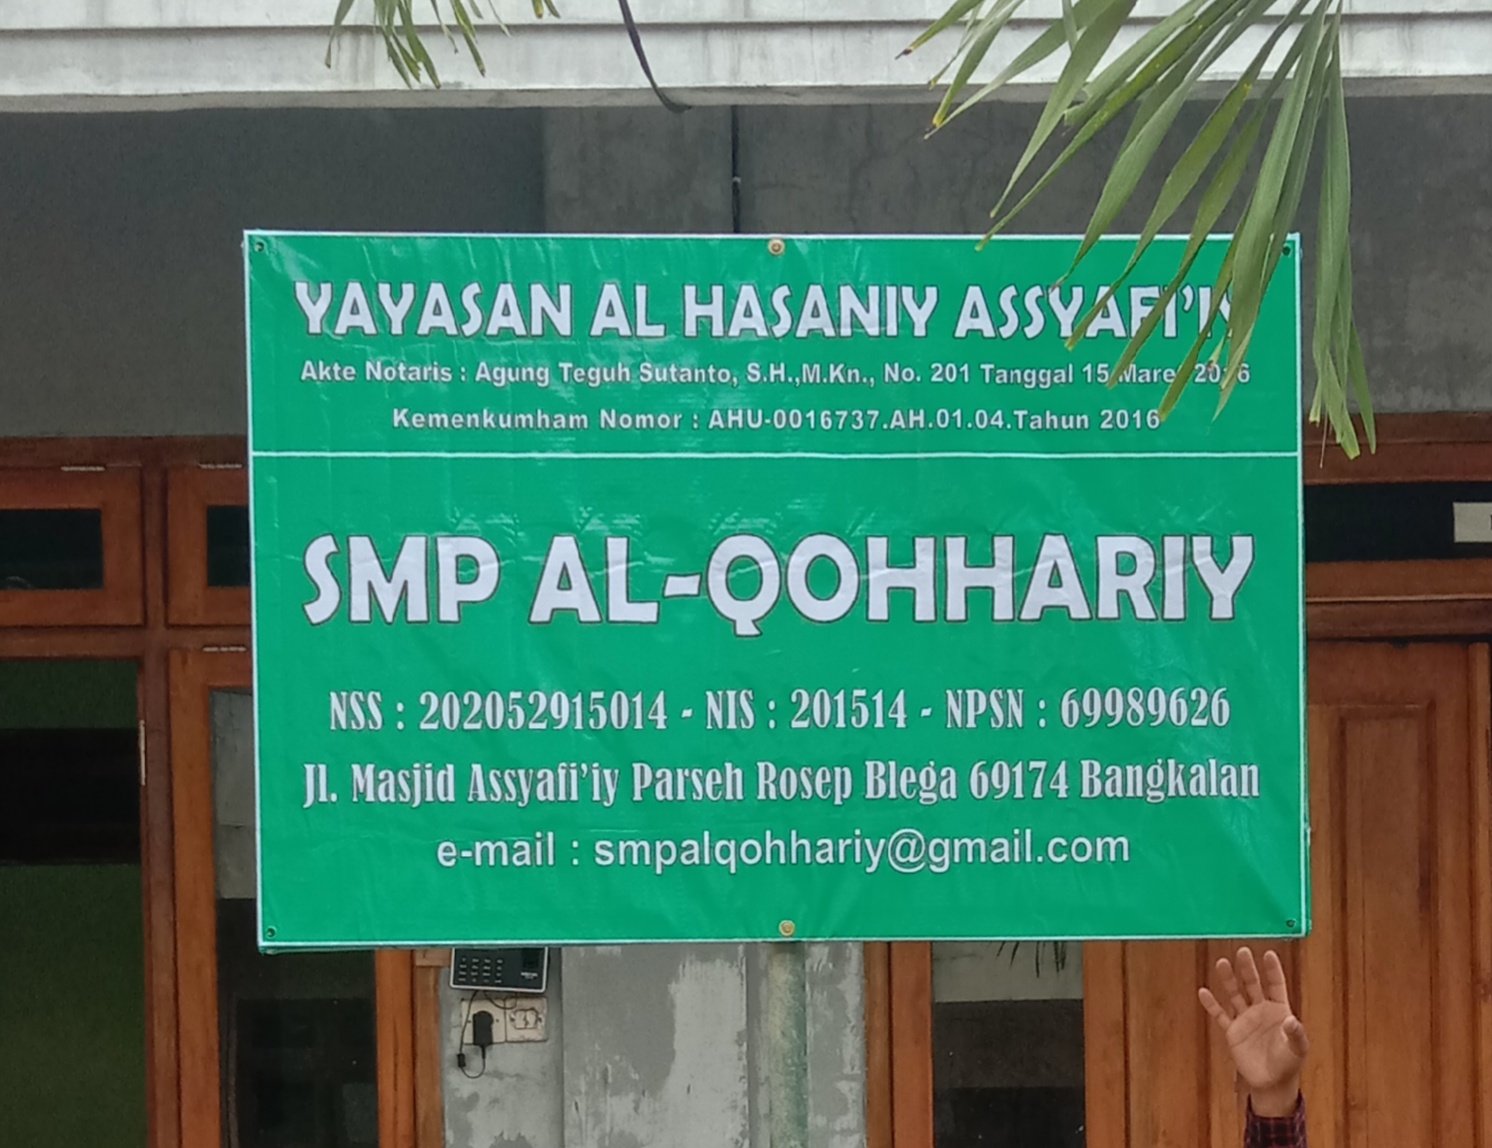 YAYASAN AL HASANIY ASSYAFI'IY
Akte Notaris : Agung Teguh Sutanto, S.H.,M.Kn., No. 201 Tanggal 15 Maret 2016
Kemenkumham Nomor : AHU-0016737.AH.01.04.Tahun 2016
SMP AL-QOHHARIY
NSS : 202052915014 - NIS : 201514 - NPSN : 69989626
Jl. Masjid Assyafi'iy Parseh Rosep Blega 69174 Bangkalan
e-mail : smpalqohhariy@gmail.com